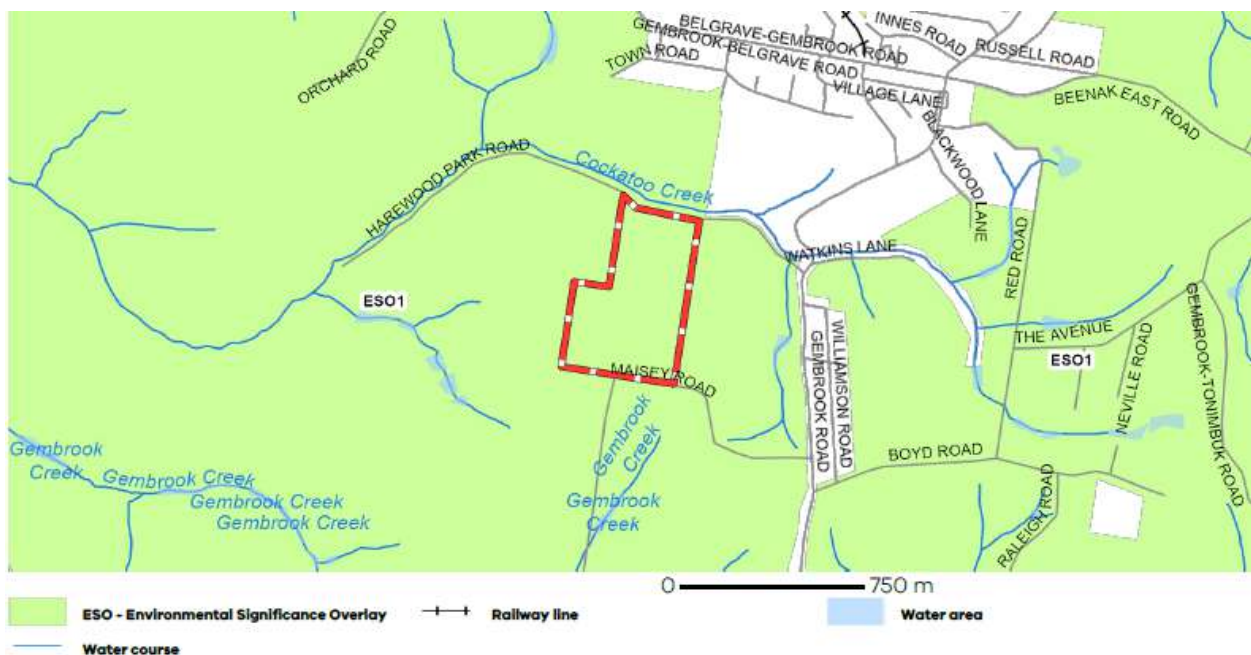 INNES ROAD
BELGRAVE-GEMBROOK ROAD
RUSSELL ROAD
GEMBROOK-BELGRAVE ROAD
TOWN ROAD
ORCHARD ROAD
VILLAGE LANE
BEENAK EAST ROAD
BLACKWOOD LANE
HAREWOOD PARK ROAD
Cockatoo Creek
WATKINS LANE
RED ROAD
ESO1
THE AVENUE
ESO1
GEMBROOK-TONIMBUK ROAD
NEVILLE ROAD
WILLIAMSON ROAD
GEMBROOK ROAD
MAISEY ROAD
Gembrook
Creek
BOYD ROAD
Gembrook
Creek
Gembrook Creek
Gembrook Creek
Gembrook Creek
Gembrook
Creek
RALEIGH ROAD
0 750 m
ESO - Environmental Significance Overlay Railway line Water area
Water course